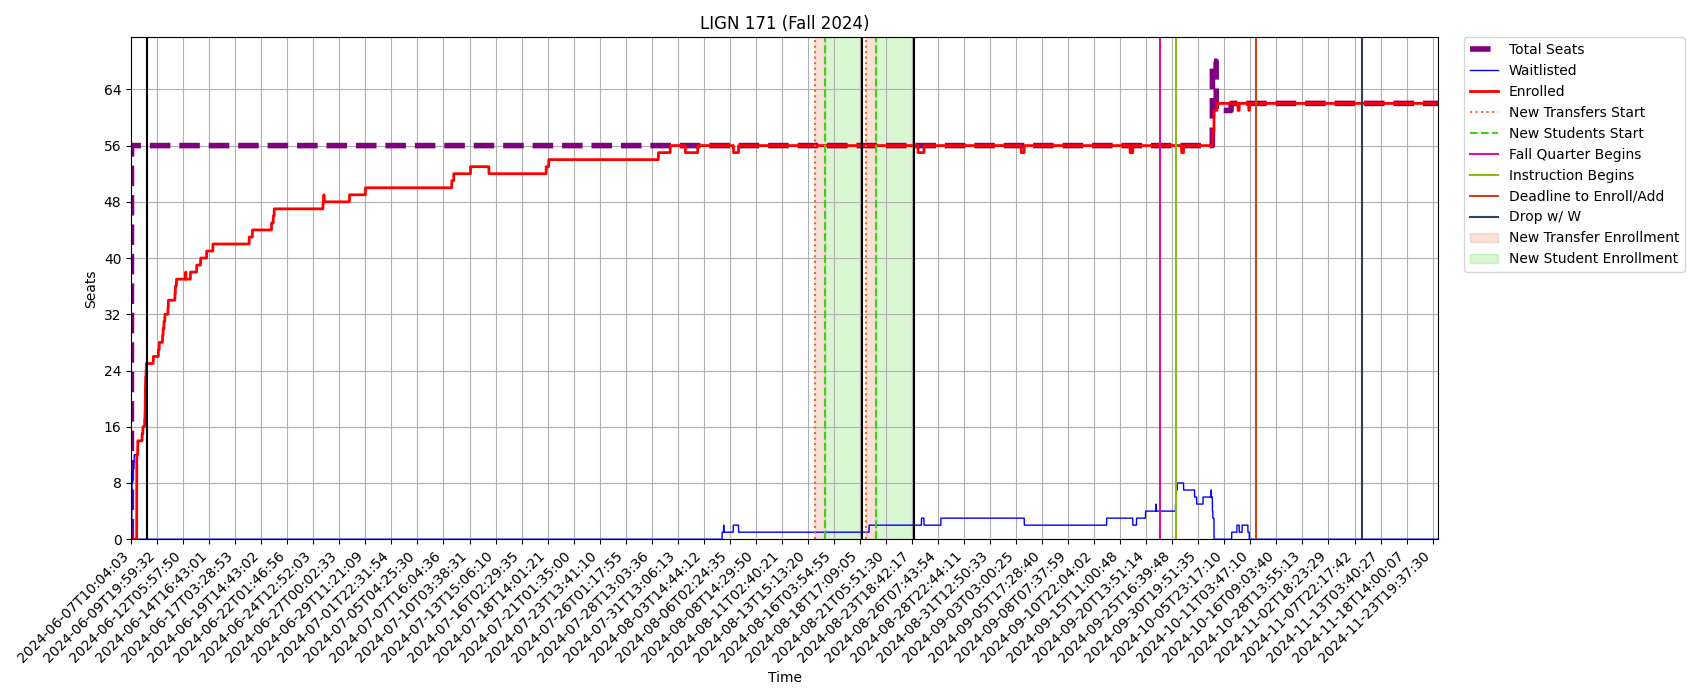 LIGN 171 (Fall 2024)
Seats
64
56
48
40
32
24
16
8
0
2024-06-07T10:04:03
2024-06-09T19:59:32
2024-06-12T05:57:50
2024-06-14T16:43:01
2024-06-17T03:28:53
2024-06-19T14:43:02
2024-06-22T01:46:56
2024-06-24T12:52:03
2024-06-27T00:02:33
2024-06-29T11:21:09
2024-07-01T22:31:54
2024-07-05T04:25:30
2024-07-07T16:04:36
2024-07-10T03:38:31
2024-07-13T15:06:10
2024-07-16T02:29:35
2024-07-18T14:01:21
2024-07-21T01:35:00
2024-07-23T13:41:10
2024-07-26T01:17:55
2024-07-28T13:03:36
2024-07-31T13:06:13
2024-08-03T14:44:12
2024-08-06T02:24:35
2024-08-08T14:29:50
2024-08-11T02:40:21
2024-08-13T15:13:20
2024-08-16T03:54:55
2024-08-18T17:09:05
2024-08-21T05:51:30
2024-08-23T18:42:17
2024-08-26T07:43:54
2024-08-28T22:44:11
2024-08-31T12:50:33
2024-09-03T03:00:25
2024-09-05T17:28:40
2024-09-08T07:37:59
2024-09-10T22:04:02
2024-09-15T11:00:48
2024-09-20T13:51:14
2024-09-25T16:39:48
2024-09-30T19:51:35
2024-10-05T23:17:10
2024-10-11T03:47:10
2024-10-16T09:03:40
2024-10-28T13:55:13
2024-11-02T18:23:29
2024-11-07T22:17:42
2024-11-13T03:40:27
2024-11-18T14:00:07
2024-11-23T19:37:30
Time
Total Seats
Waitlisted
Enrolled
New Transfers Start
New Students Start
Fall Quarter Begins
Instruction Begins
Deadline to Enroll/Add
Drop w/ W
New Transfer Enrollment
New Student Enrollment